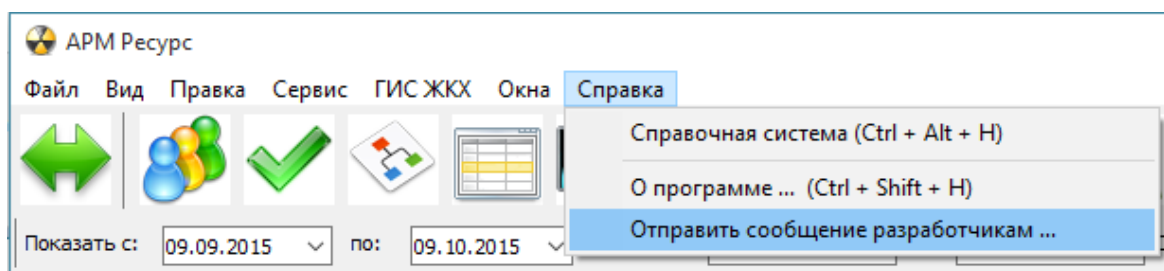 АРМ Ресурс
Файл Вид Правка Сервис ГИС ЖКХ Окна Справка
Справочная система (Ctrl + Alt + H)
О программе ... (Ctrl + Shift + H)
Отправить сообщение разработчикам ...
Показать с: 09.09.2015 по: 09.10.2015